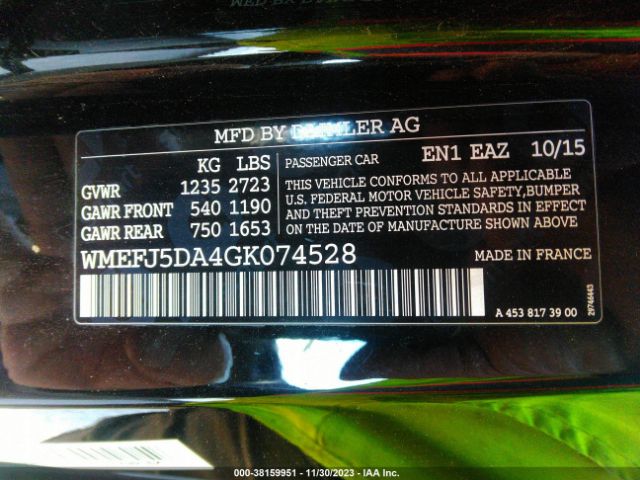 MFD BY DAIMLER AG
KG LBS
GVWR 1235 2723
GAWR FRONT 540 1190
GAWR REAR 750 1653
PASSENGER CAR EN1 EAZ 10/15
THIS VEHICLE CONFORMS TO ALL APPLICABLE
U.S. FEDERAL MOTOR VEHICLE SAFETY,BUMPER
AND THEFT PREVENTION STANDARDS IN EFFECT
ON THE DATE OF MANUFACTURE SHOWN ABOVE.
WMEFJ5DA4GK074528
MADE IN FRANCE
A 453 817 39 00
000-38159951 - 11/30/2023 - IAA Inc.